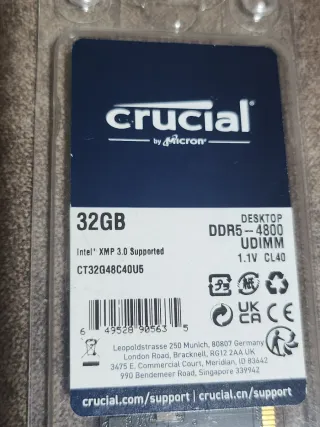 crucial
by Micron
32GB
DESKTOP
DDR5-4800
UDIMM
Intel® XMP 3.0 Supported
1.1V CL40
CT32G48C40U5
UK
CA
CE
6 49528 90563 5
Leopoldstrasse 250 Munich, 80807 Germany
London Road, Bracknell, RG12 2AA UK
3475 E. Commercial Court, Meridian, ID 83642
990 Bendemeer Road, Singapore 339942
crucial.com/support | crucial.cn/support